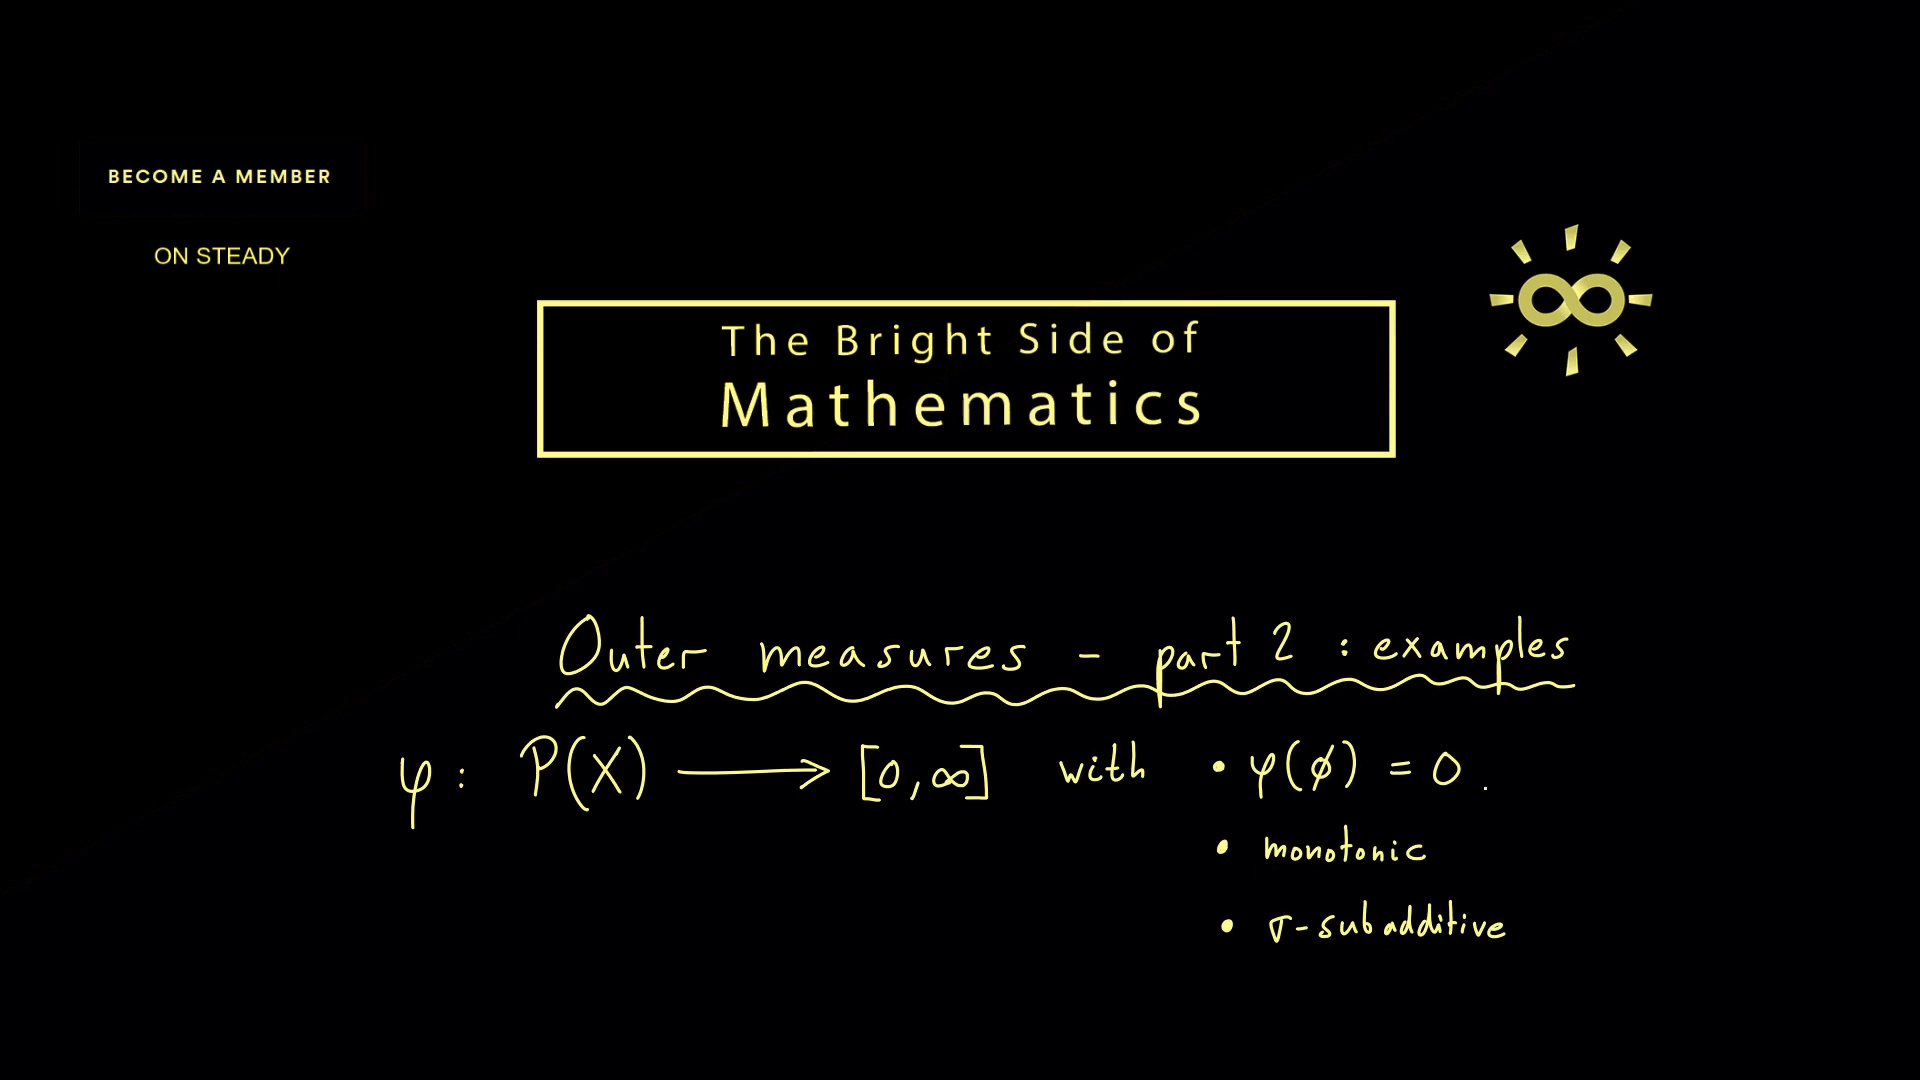 BECOME A MEMBER
ON STEADY
The Bright Side of
Mathematics
Outer measures - part 2 : examples
φ : P(X) ⟶ [0,∞] with • φ(∅) = 0 .
• monotonic
• σ-subadditive